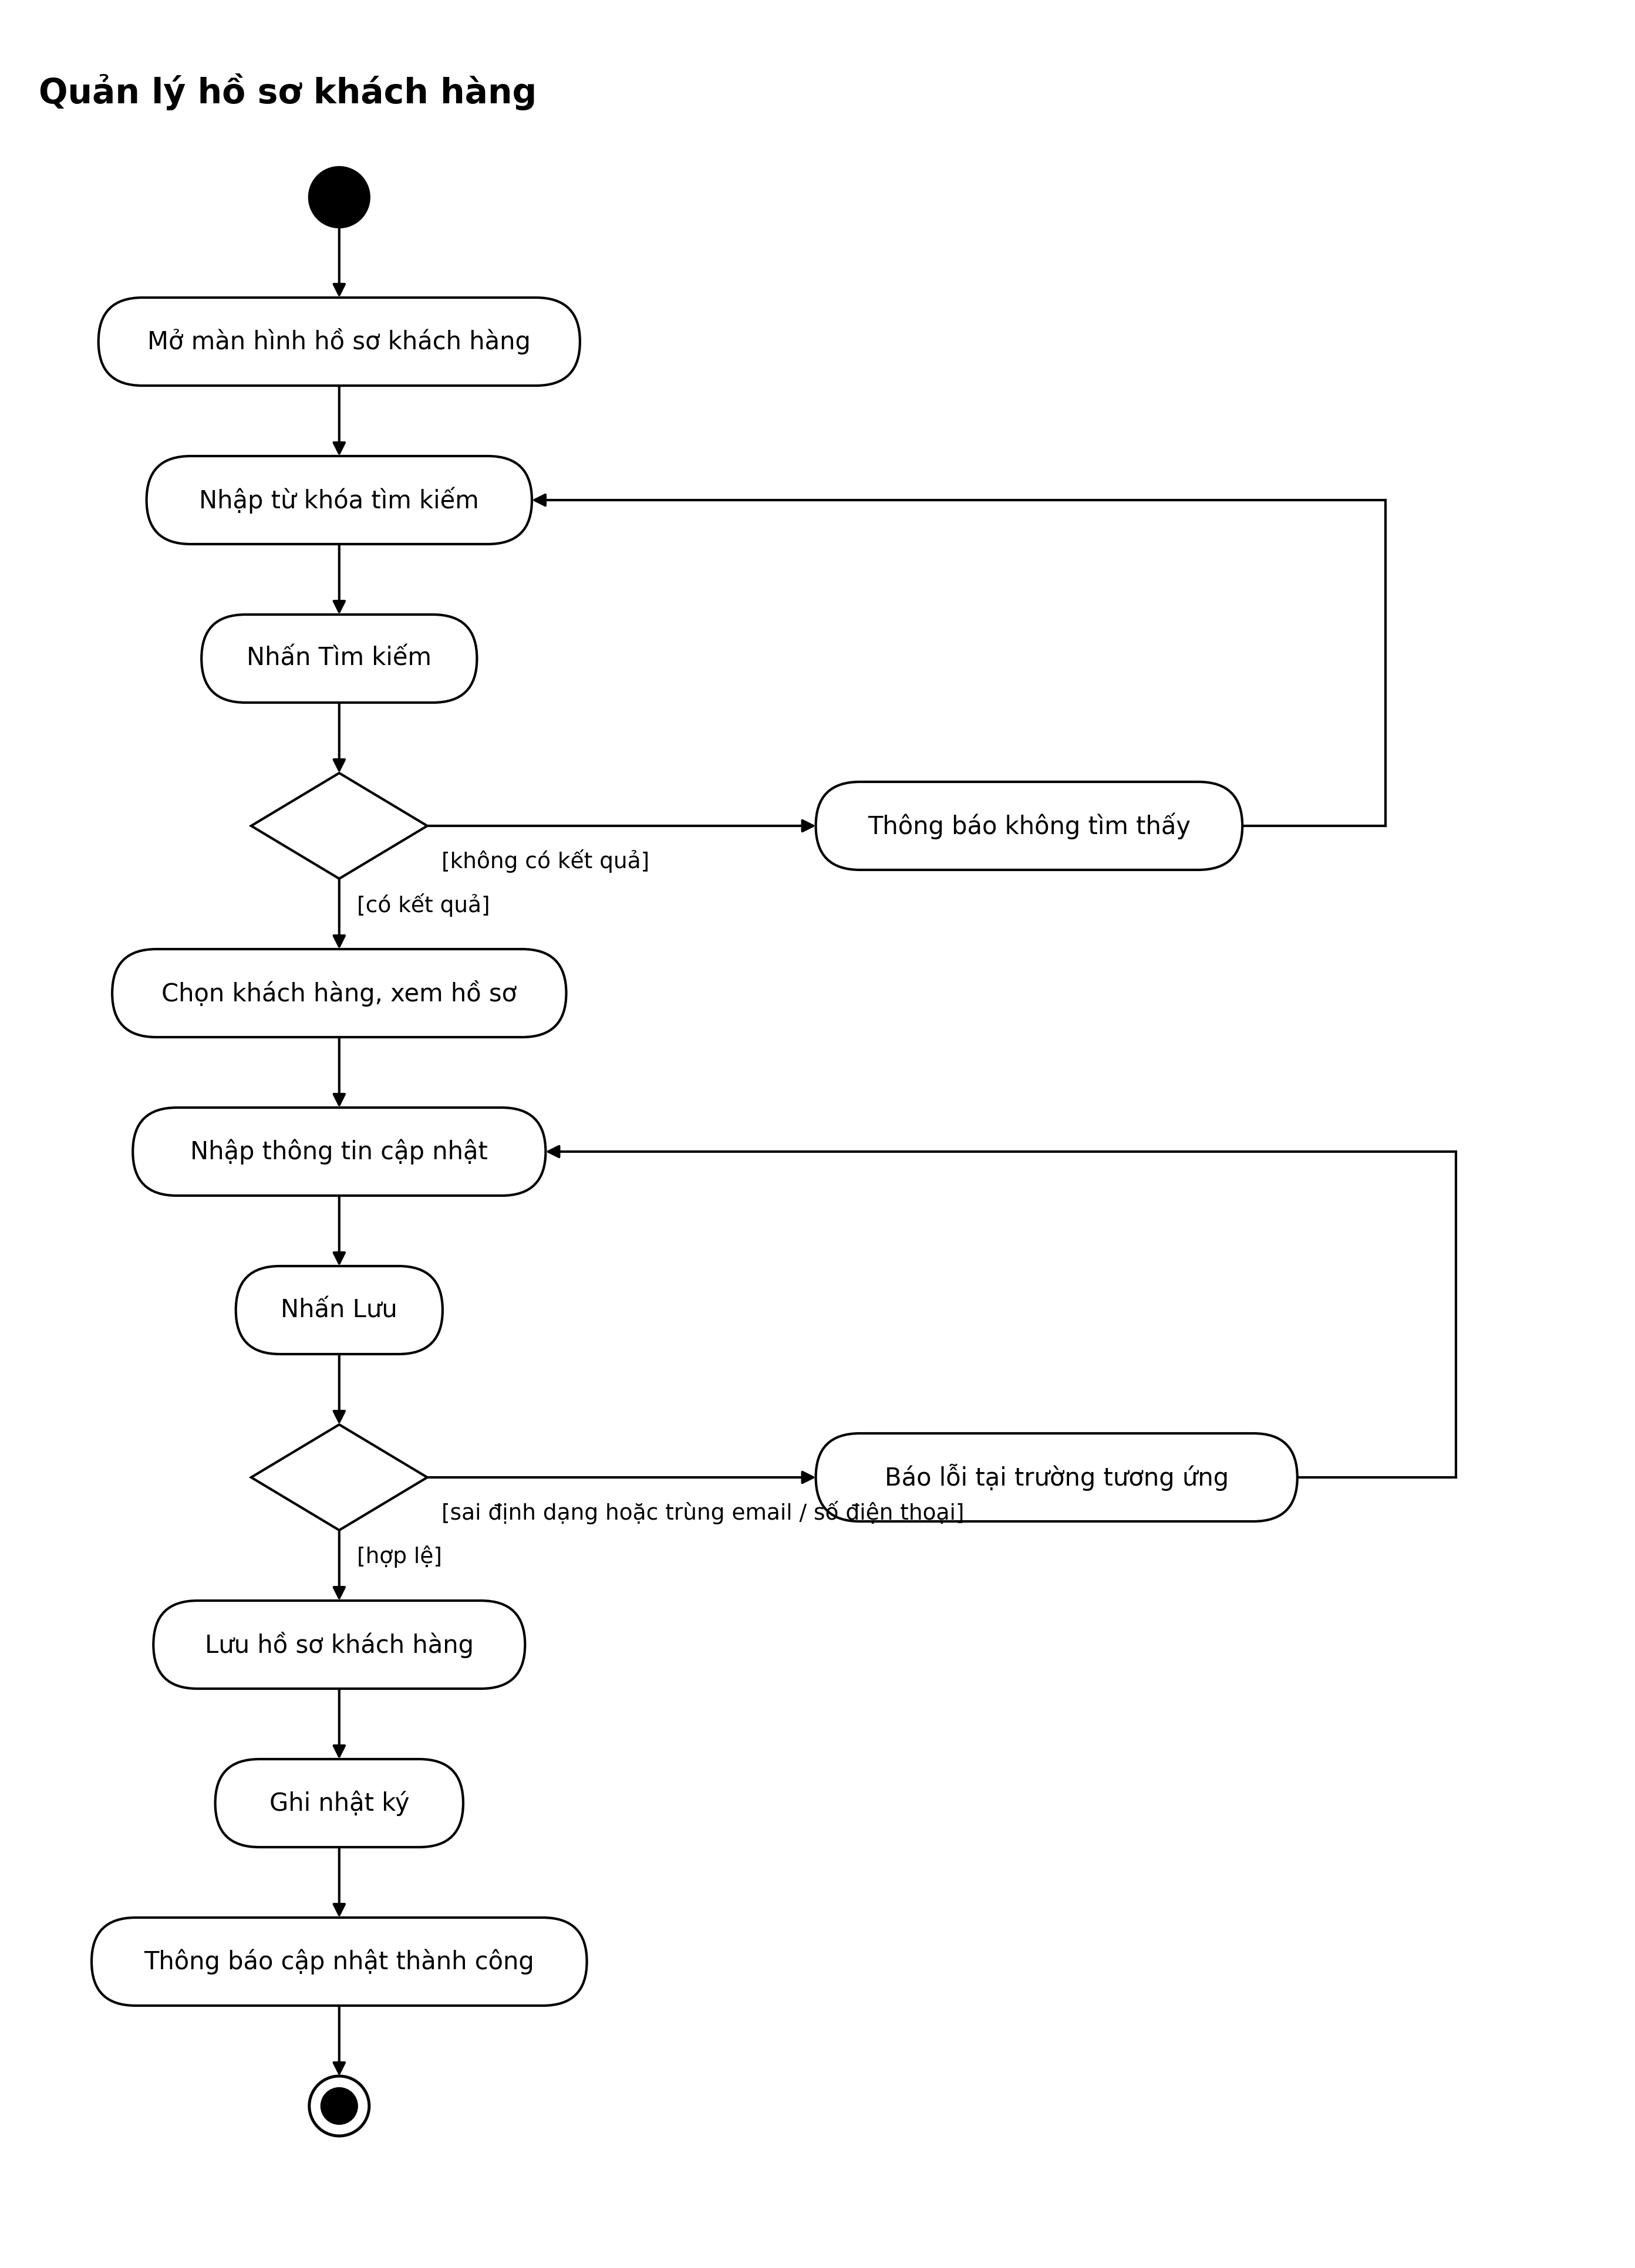 Quản lý hồ sơ khách hàng
Mở màn hình hồ sơ khách hàng
Nhập từ khóa tìm kiếm
Nhấn Tìm kiếm
Thông báo không tìm thấy
[không có kết quả]
[có kết quả]
Chọn khách hàng, xem hồ sơ
Nhập thông tin cập nhật
Nhấn Lưu
Báo lỗi tại trường tương ứng
[sai định dạng hoặc trùng email / số điện thoại]
[hợp lệ]
Lưu hồ sơ khách hàng
Ghi nhật ký
Thông báo cập nhật thành công